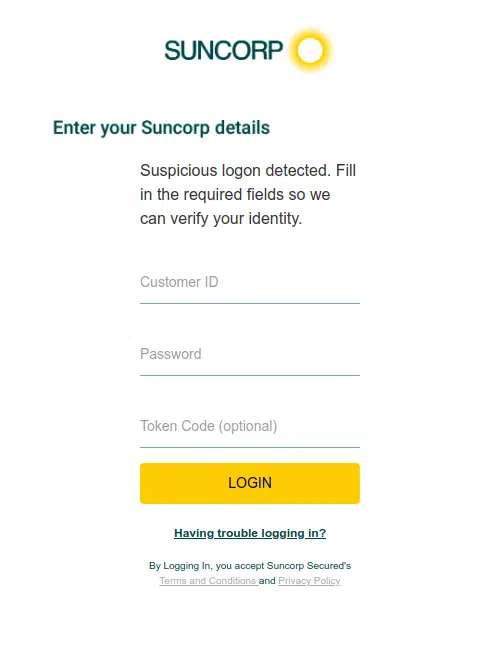 SUNCORP
Enter your Suncorp details
Suspicious logon detected. Fill
in the required fields so we
can verify your identity.
Customer ID
Password
Token Code (optional)
LOGIN
Having trouble logging in?
By Logging In, you accept Suncorp Secured's
Terms and Conditions and Privacy Policy